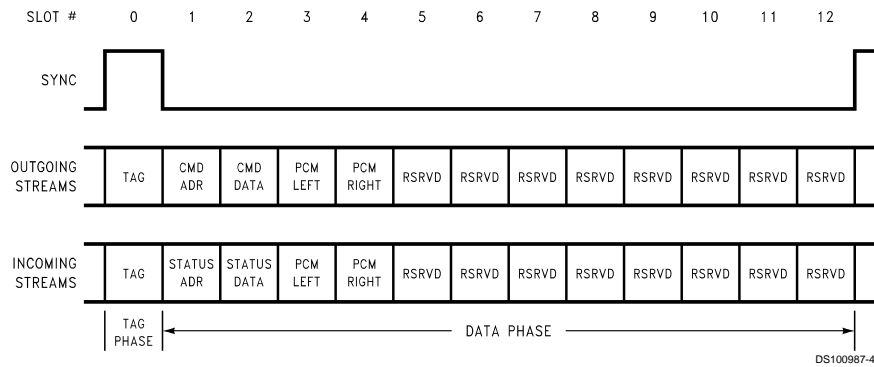 SLOT # 0 1 2 3 4 5 6 7 8 9 10 11 12
SYNC
OUTGOING
STREAMS
TAG
CMD
ADR
CMD
DATA
PCM
LEFT
PCM
RIGHT
RSRVD RSRVD RSRVD RSRVD RSRVD RSRVD RSRVD RSRVD
INCOMING
STREAMS
TAG
STATUS
ADR
STATUS
DATA
PCM
LEFT
PCM
RIGHT
RSRVD RSRVD RSRVD RSRVD RSRVD RSRVD RSRVD RSRVD
TAG
PHASE
DATA PHASE
DS100987-4